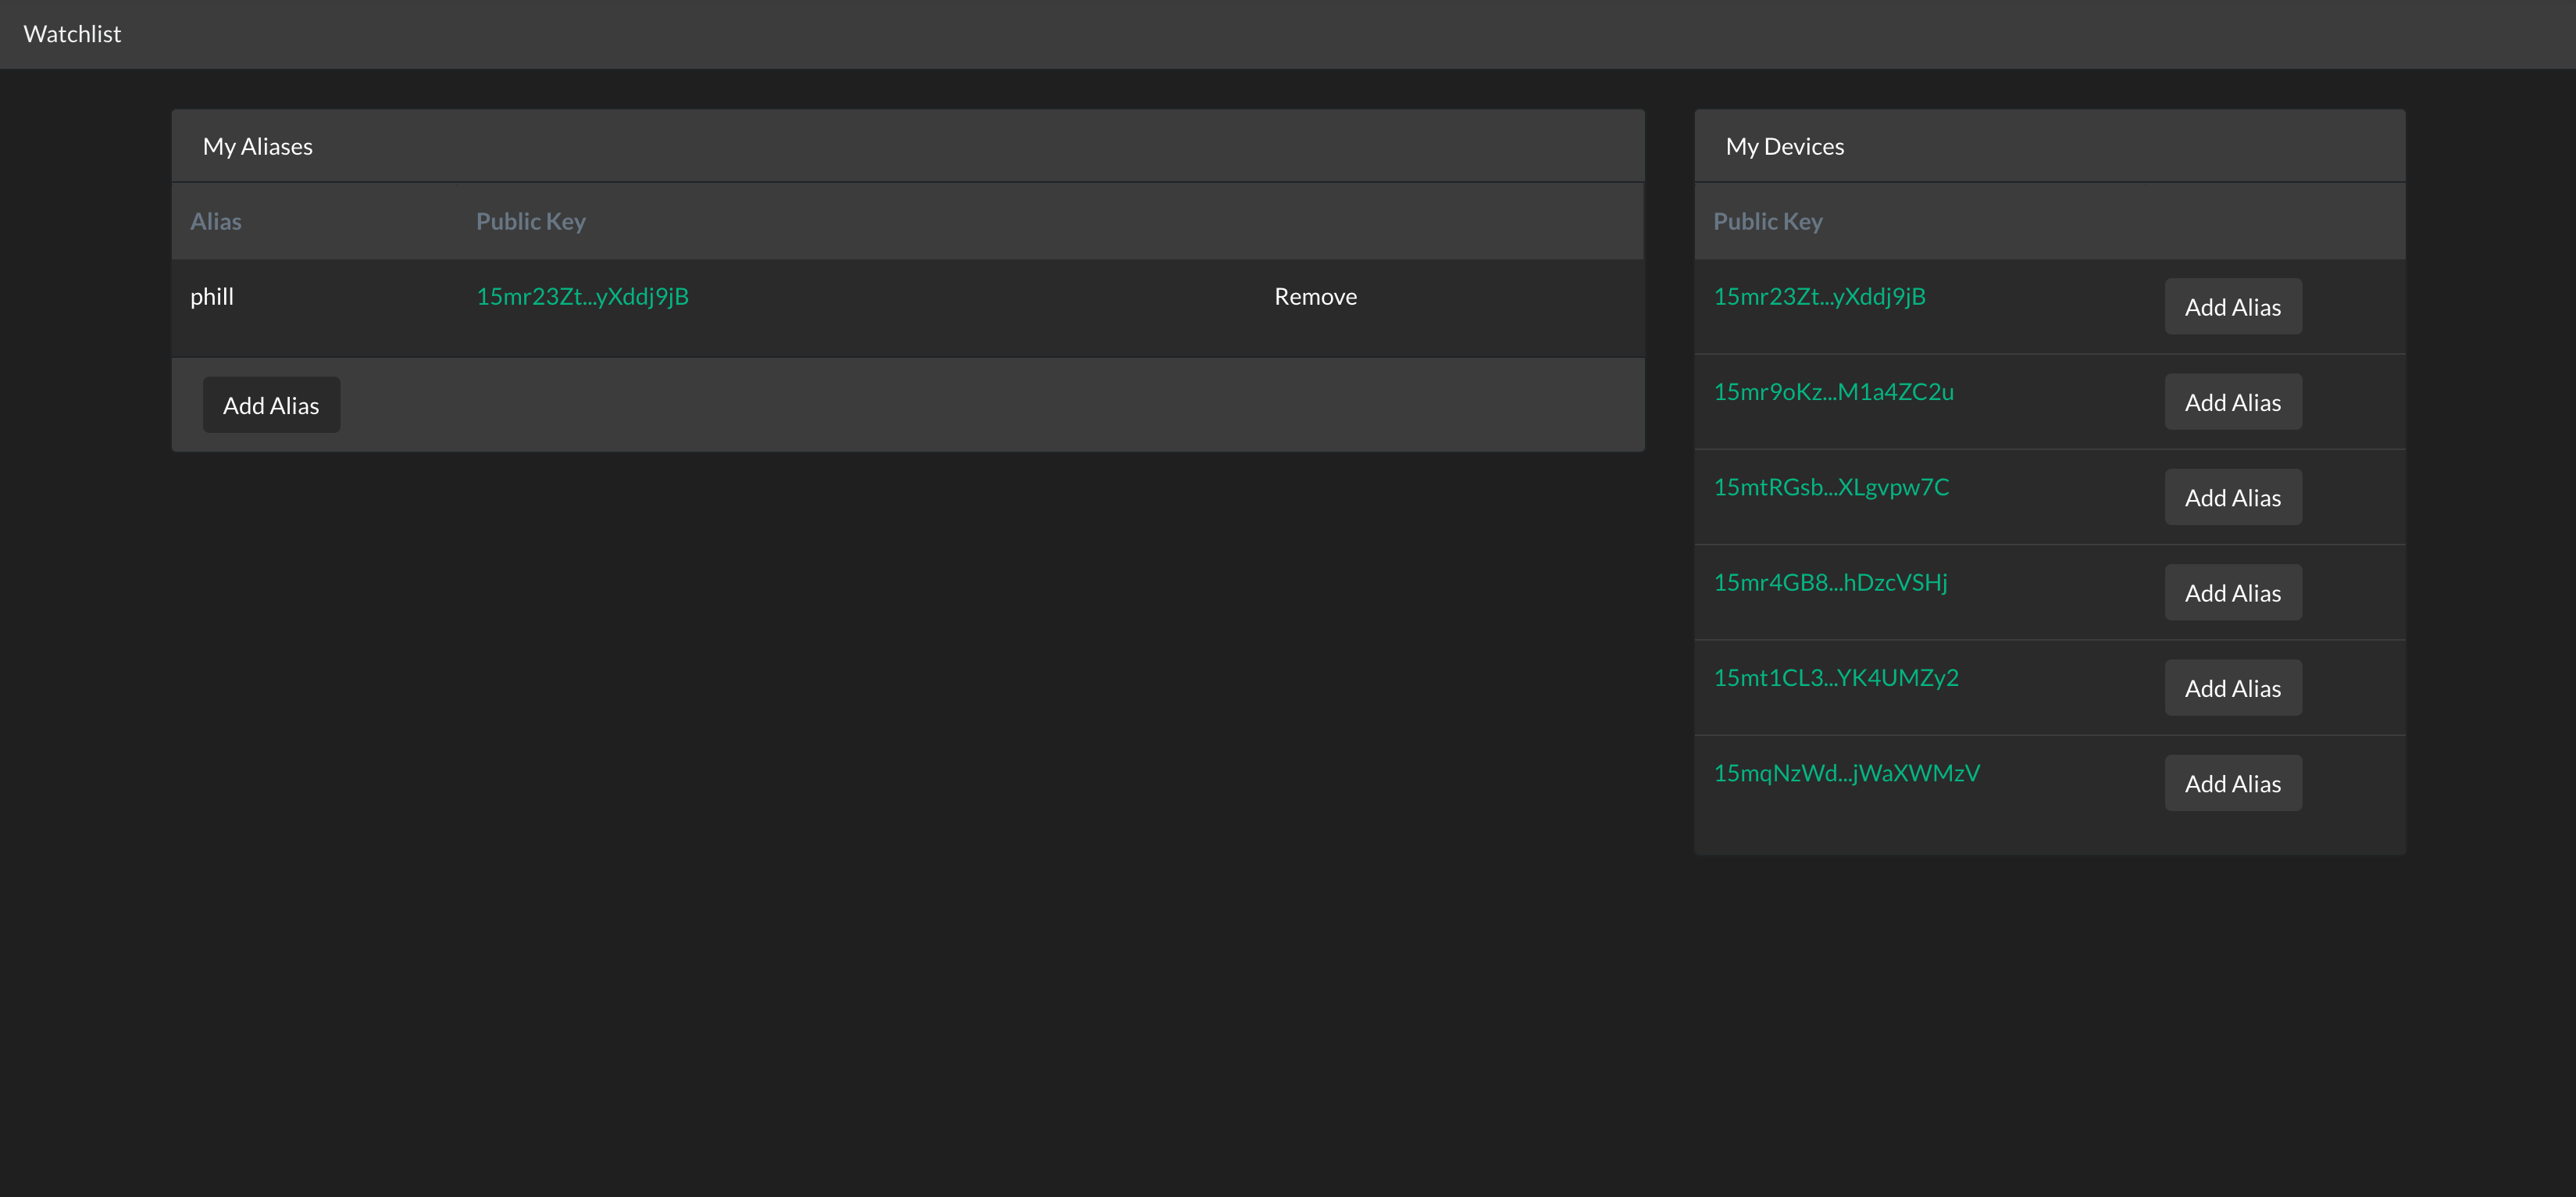 Watchlist
My Aliases
Alias Public Key
phill 15mr23Zt...yXddj9jB Remove
Add Alias
My Devices
Public Key
15mr23Zt...yXddj9jB Add Alias
15mr9oKz...M1a4ZC2u Add Alias
15mtRGsb...XLgvpw7C Add Alias
15mr4GB8...hDzcVSHj Add Alias
15mt1CL3...YK4UMZy2 Add Alias
15mqNzWd...jWaXWMzV Add Alias